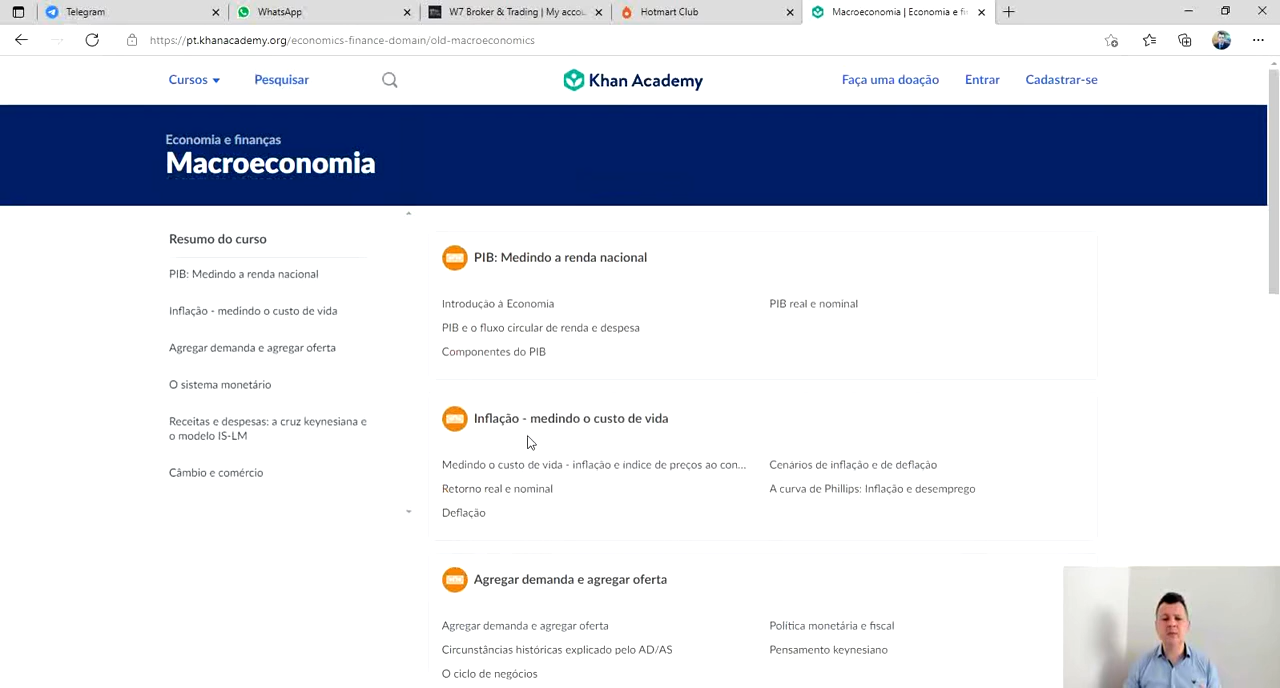 Telegram
WhatsApp
W7 Broker & Trading | My accou
Hotmart Club
Macroeconomia | Economia e fi
https://pt.khanacademy.org/economics-finance-domain/old-macroeconomics
Cursos
Pesquisar
Khan Academy
Faça uma doação
Entrar
Cadastrar-se
Economia e finanças
Macroeconomia
Resumo do curso
PIB: Medindo a renda nacional
Inflação - medindo o custo de vida
Agregar demanda e agregar oferta
O sistema monetário
Receitas e despesas: a cruz keynesiana e
o modelo IS-LM
Câmbio e comércio
PIB: Medindo a renda nacional
Introdução à Economia
PIB real e nominal
PIB e o fluxo circular de renda e despesa
Componentes do PIB
Inflação - medindo o custo de vida
Medindo o custo de vida - inflação e índice de preços ao con...
Cenários de inflação e de deflação
Retorno real e nominal
A curva de Phillips: Inflação e desemprego
Deflação
Agregar demanda e agregar oferta
Agregar demanda e agregar oferta
Política monetária e fiscal
Circunstâncias históricas explicado pelo AD/AS
Pensamento keynesiano
O ciclo de negócios